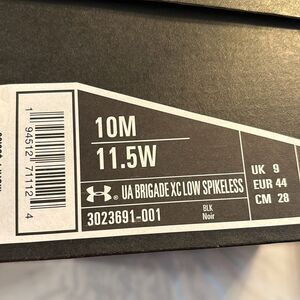 10M
11.5W
UA BRIGADE XC LOW SPIKELESS
3023691-001
BLK
Noir
UK 9
EUR 44
CM 28
1 94512 71112 4